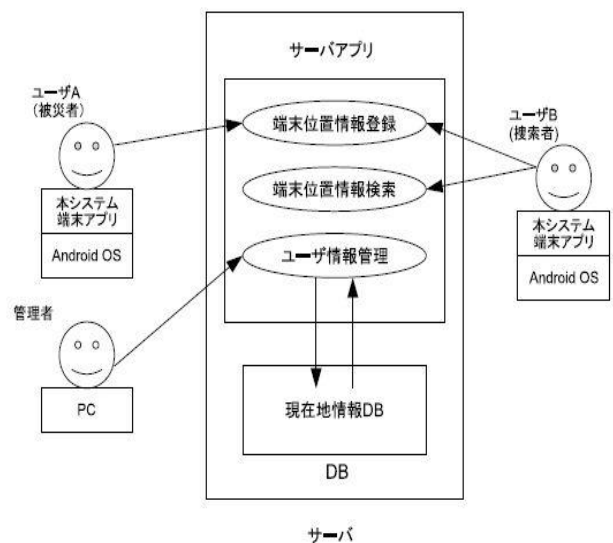 サーバアプリ
ユーザA
(被災者)
端末位置情報登録
ユーザB
(捜索者)
端末位置情報検索
本システム
端末アプリ
Android OS
本システム
端末アプリ
Android OS
ユーザ情報管理
管理者
PC
現在地情報DB
DB
サーバ